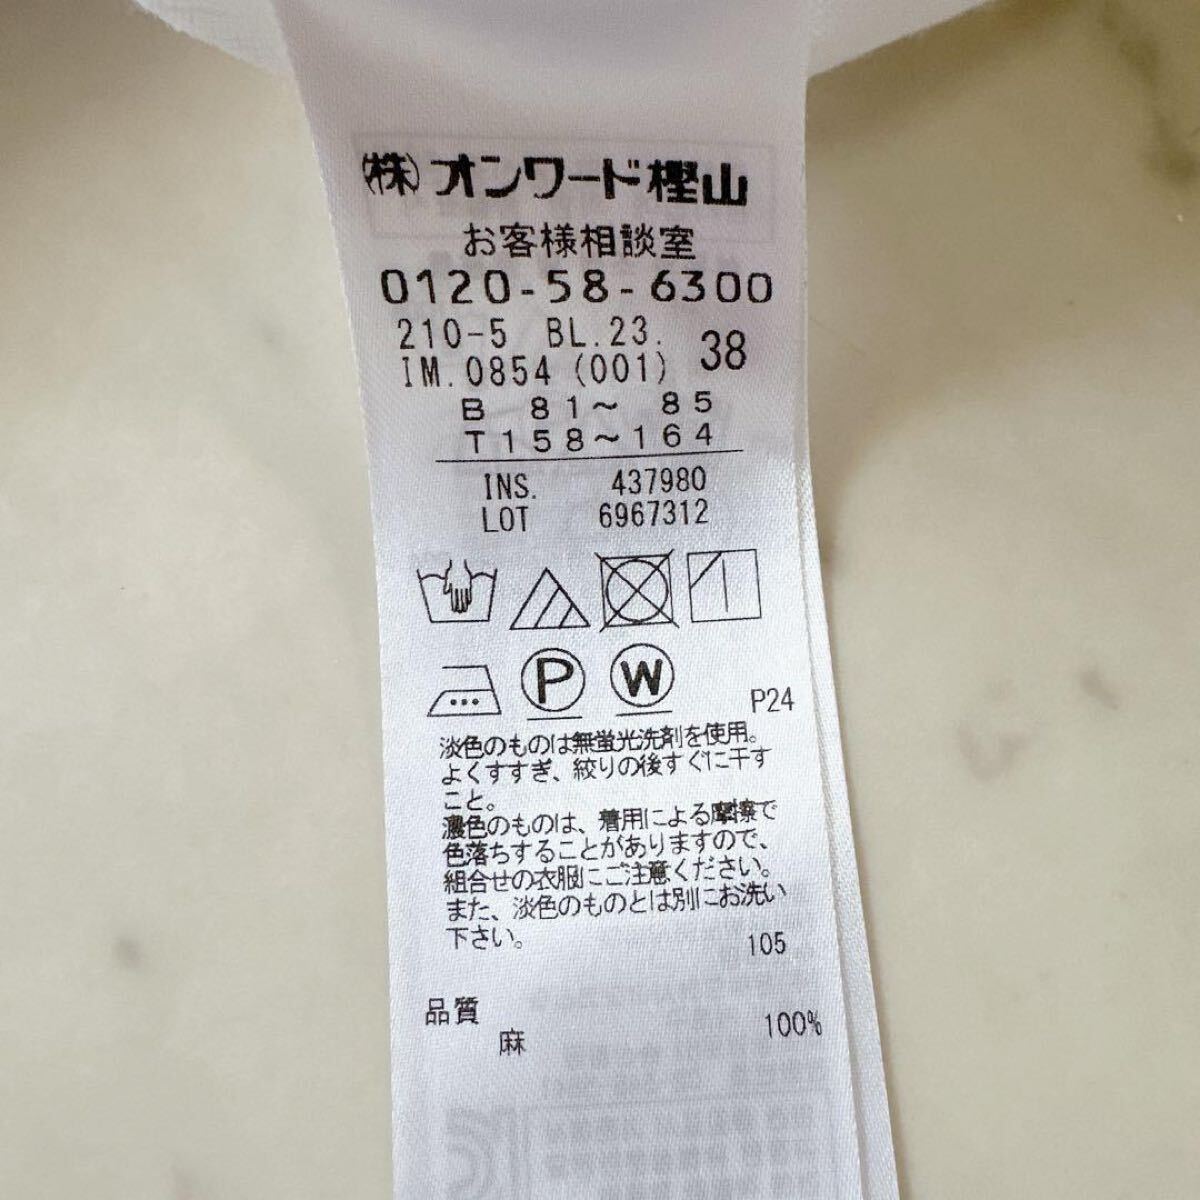 (株)オンワード樫山
お客様相談室
0120-58-6300
210-5 BL.23.
IM.0854 (001) 38
B 81～ 85
T158～164
INS. 437980
LOT 6967312
P W
P24
淡色のものは無蛍光洗剤を使用。
よくすすぎ、絞りの後すぐに干す
こと。
濃色のものは、着用による摩擦で
色落ちすることがありますので、
組合せの衣服にご注意ください。
また、淡色のものとは別にお洗い
下さい。
105
品質
麻 100%